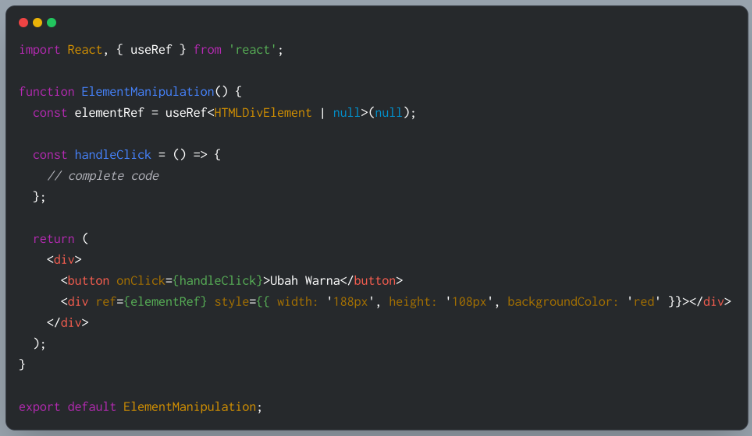 import React, { useRef } from 'react';
function ElementManipulation() {
const elementRef = useRef<HTMLDivElement | null>(null);
const handleClick = () => {
// complete code
};
return (
<div>
<button onClick={handleClick}>Ubah Warna</button>
<div ref={elementRef} style={{ width: '188px', height: '108px', backgroundColor: 'red' }}></div>
</div>
);
}
export default ElementManipulation;